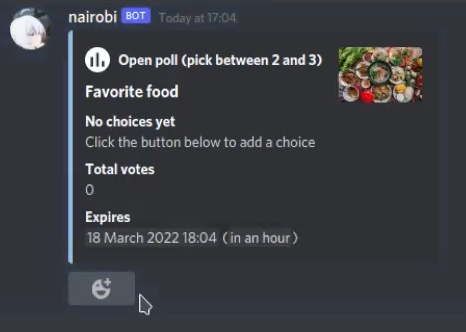 nairobi BOT Today at 17:04
Open poll (pick between 2 and 3)
Favorite food
No choices yet
Click the button below to add a choice
Total votes
0
Expires
18 March 2022 18:04 (in an hour)